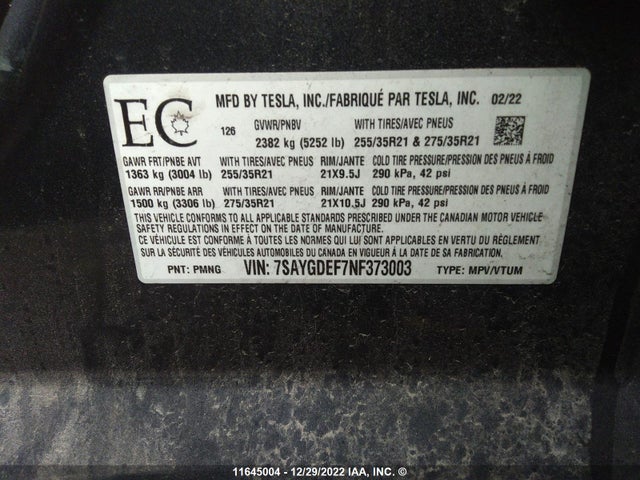 EC
MFD BY TESLA, INC./FABRIQUÉ PAR TESLA, INC. 02/22
126 GVWR/PNBV WITH TIRES/AVEC PNEUS
2382 kg (5252 lb) 255/35R21 & 275/35R21
GAWR FRT/PNBE AVT WITH TIRES/AVEC PNEUS RIM/JANTE COLD TIRE PRESSURE/PRESSION DES PNEUS À FROID
1363 kg (3004 lb) 255/35R21 21X9.5J 290 kPa, 42 psi
GAWR RR/PNBE ARR WITH TIRES/AVEC PNEUS RIM/JANTE COLD TIRE PRESSURE/PRESSION DES PNEUS À FROID
1500 kg (3306 lb) 275/35R21 21X10.5J 290 kPa, 42 psi
THIS VEHICLE CONFORMS TO ALL APPLICABLE STANDARDS PRESCRIBED UNDER THE CANADIAN MOTOR VEHICLE
SAFETY REGULATIONS IN EFFECT ON THE DATE OF MANUFACTURE
CE VÉHICULE EST CONFORME À TOUTES LES NORMES QUI LUI SONT APPLICABLES EN VERTU DU RÈGLEMENT
SUR LA SÉCURITÉ DES VÉHICULES AUTOMOBILES DU CANADA EN VIGUEUR À LA DATE DE SA FABRICATION
PNT: PMNG VIN: 7SAYGDEF7NF373003 TYPE: MPV/VTUM
11645004 - 12/29/2022 IAA, INC. ©